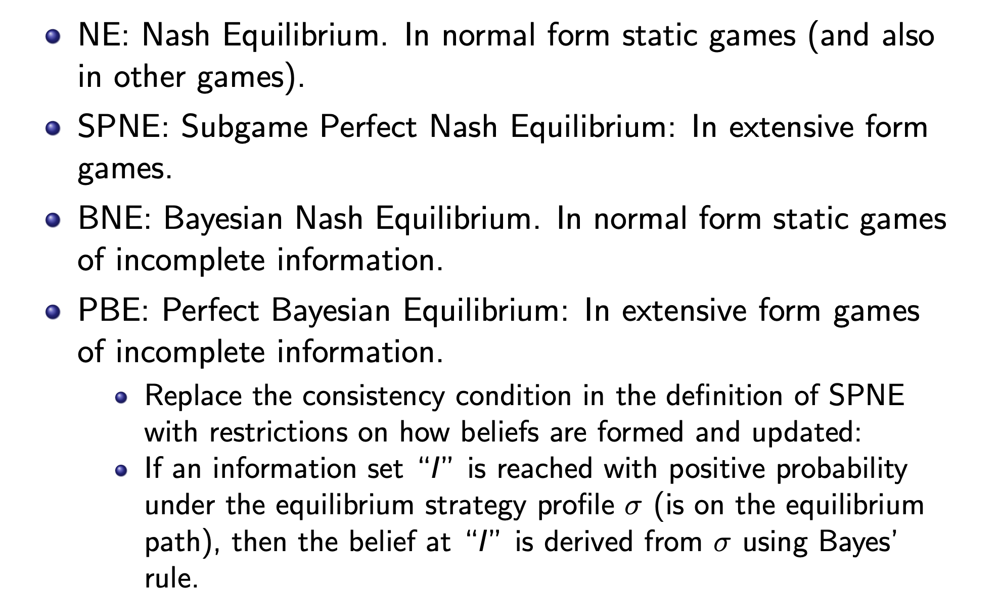 NE: Nash Equilibrium. In normal form static games (and also
in other games).
SPNE: Subgame Perfect Nash Equilibrium: In extensive form
games.
BNE: Bayesian Nash Equilibrium. In normal form static games
of incomplete information.
PBE: Perfect Bayesian Equilibrium: In extensive form games
of incomplete information.
Replace the consistency condition in the definition of SPNE
with restrictions on how beliefs are formed and updated:
If an information set “I” is reached with positive probability
under the equilibrium strategy profile σ (is on the equilibrium
path), then the belief at “I” is derived from σ using Bayes’
rule.